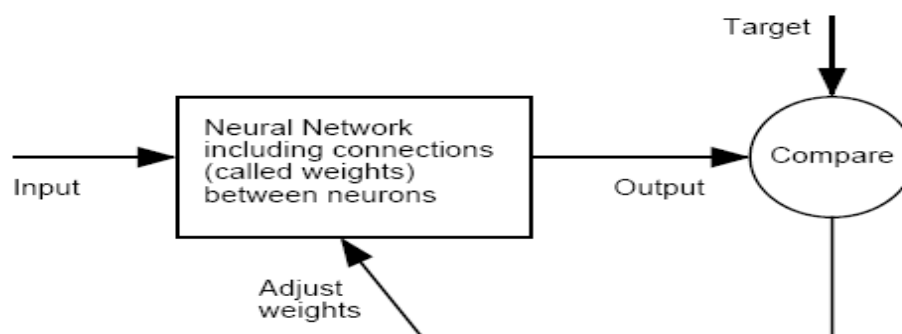 Target
Neural Network
including connections
(called weights)
between neurons
Compare
Input
Output
Adjust
weights